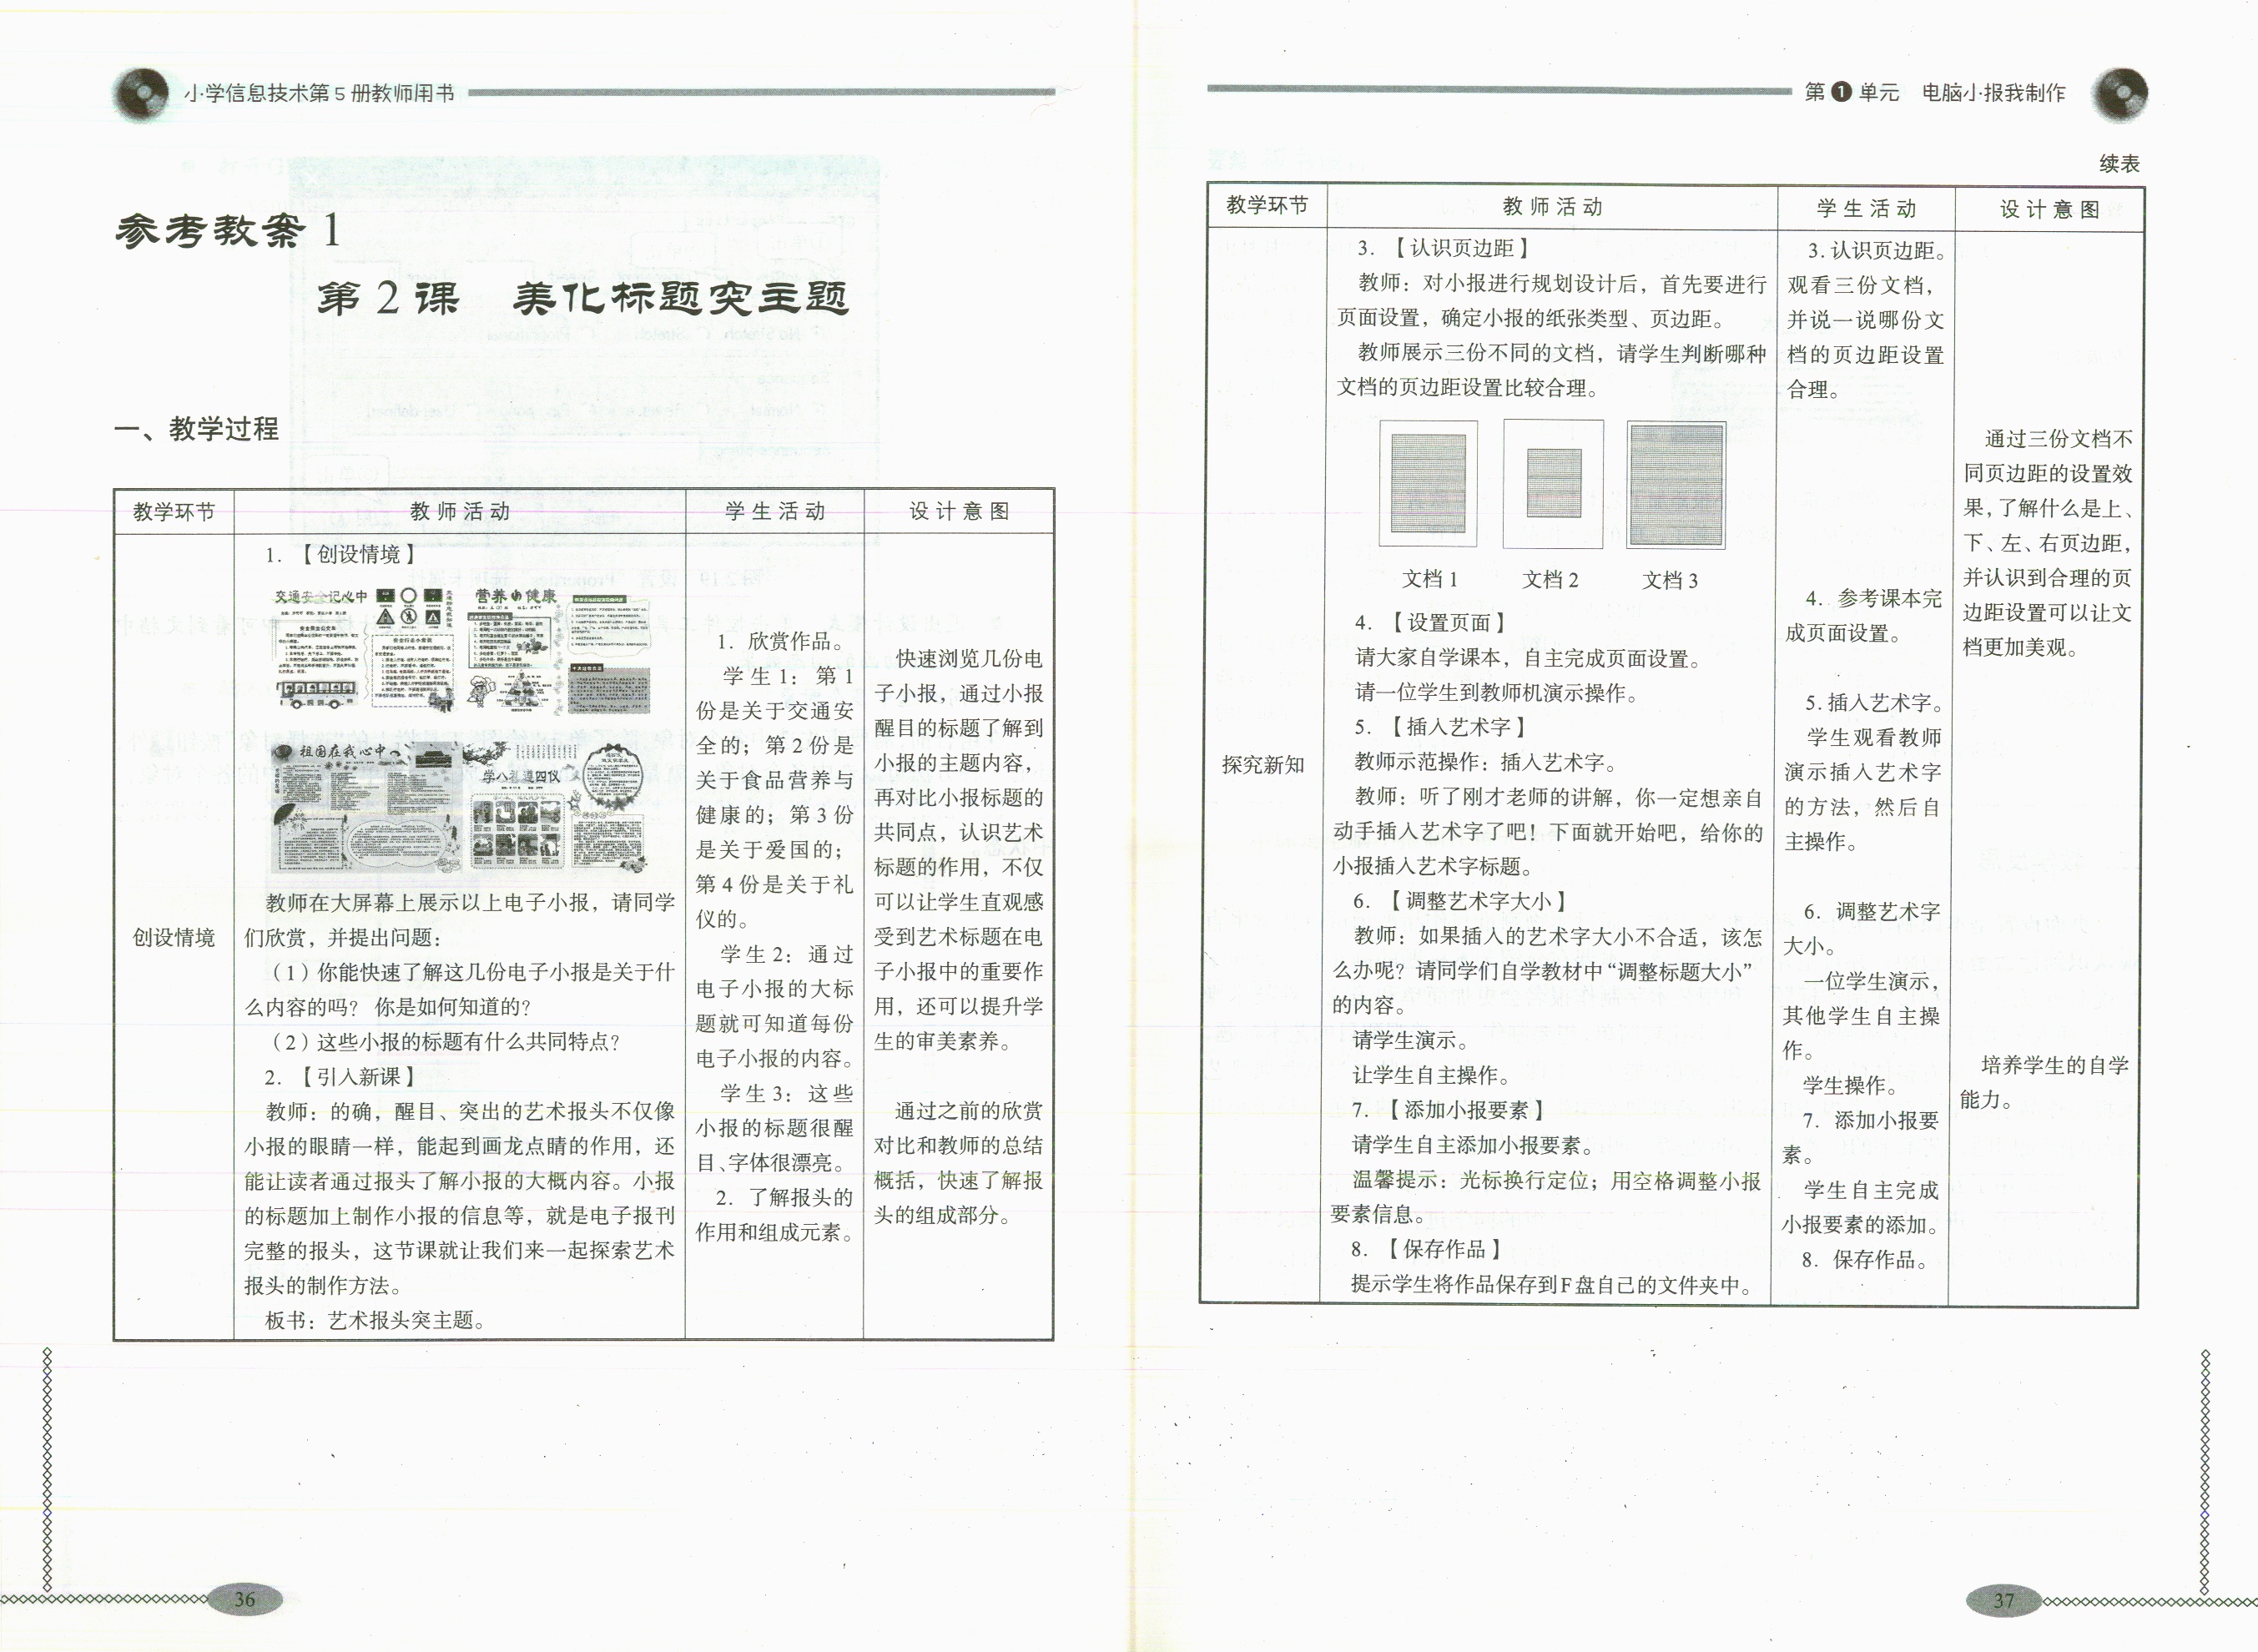 小学信息技术第5册教师用书
参考教案1
第2课 美化标题突主题
一、教学过程
教学环节 教师活动 学生活动 设计意图
创设情境
1. 【创设情境】
交通安全记心中
营养与健康
祖国在我心中
学八礼道四仪
教师在大屏幕上展示以上电子小报，请同学
们欣赏，并提出问题：
（1）你能快速了解这几份电子小报是关于什
么内容的吗？ 你是如何知道的？
（2）这些小报的标题有什么共同特点？
2. 【引入新课】
教师：的确，醒目、突出的艺术报头不仅像
小报的眼睛一样，能起到画龙点睛的作用，还
能让读者通过报头了解小报的大概内容。小报
的标题加上制作小报的信息等，就是电子报刊
完整的报头，这节课就让我们来一起探索艺术
报头的制作方法。
板书：艺术报头突主题。
1. 欣赏作品。
学生1：第1
份是关于交通安
全的；第2份是
关于食品营养与
健康的；第3份
是关于爱国的；
第4份是关于礼
仪的。
学生2：通过
电子小报的大标
题就可知道每份
电子小报的内容。
学生3：这些
小报的标题很醒
目、字体很漂亮。
2. 了解报头的
作用和组成元素。
快速浏览几份电
子小报，通过小报
醒目的标题了解到
小报的主题内容，
再对比小报标题的
共同点，认识艺术
标题的作用，不仅
可以让学生直观感
受到艺术标题在电
子小报中的重要作
用，还可以提升学
生的审美素养。
通过之前的欣赏
对比和教师的总结
概括，快速了解报
头的组成部分。
36
第1单元 电脑小报我制作
续表
教学环节 教师活动 学生活动 设计意图
探究新知
3. 【认识页边距】
教师：对小报进行规划设计后，首先要进行
页面设置，确定小报的纸张类型、页边距。
教师展示三份不同的文档，请学生判断哪种
文档的页边距设置比较合理。
文档1 文档2 文档3
4. 【设置页面】
请大家自学课本，自主完成页面设置。
请一位学生到教师机演示操作。
5. 【插入艺术字】
教师示范操作：插入艺术字。
教师：听了刚才老师的讲解，你一定想亲自
动手插入艺术字了吧！下面就开始吧，给你的
小报插入艺术字标题。
6. 【调整艺术字大小】
教师：如果插入的艺术字大小不合适，该怎
么办呢？请同学们自学教材中“调整标题大小”
的内容。
请学生演示。
让学生自主操作。
7. 【添加小报要素】
请学生自主添加小报要素。
温馨提示：光标换行定位；用空格调整小报
要素信息。
8. 【保存作品】
提示学生将作品保存到F盘自己的文件夹中。
3. 认识页边距。
观看三份文档，
并说一说哪份文
档的页边距设置
合理。
4. 参考课本完
成页面设置。
5. 插入艺术字。
学生观看教师
演示插入艺术字
的方法，然后自
主操作。
6. 调整艺术字
大小。
一位学生演示，
其他学生自主操
作。
学生操作。
7. 添加小报要
素。
学生自主完成
小报要素的添加。
8. 保存作品。
通过三份文档不
同页边距的设置效
果，了解什么是上、
下、左、右页边距，
并认识到合理的页
边距设置可以让文
档更加美观。
培养学生的自学
能力。
37